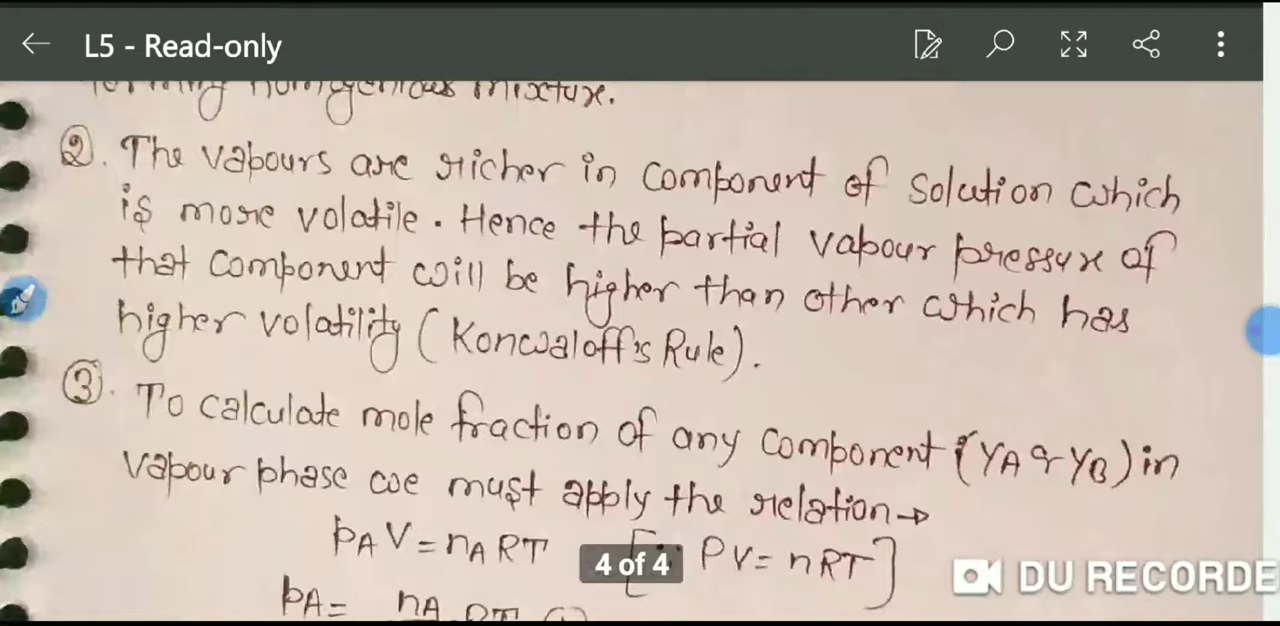 L5 - Read-only
forming homogenious mixture.
②. The vapours are richer in component of solution which
is more volatile. Hence the partial vapour pressure of
that component will be higher than other which has
higher volatility (Konwaloff's Rule).
③. To calculate mole fraction of any component (YA & YB) in
vapour phase we must apply the relation →
pA V = nA RT [∵ PV = nRT]
4 of 4
DU RECORDE
pA = nA RT